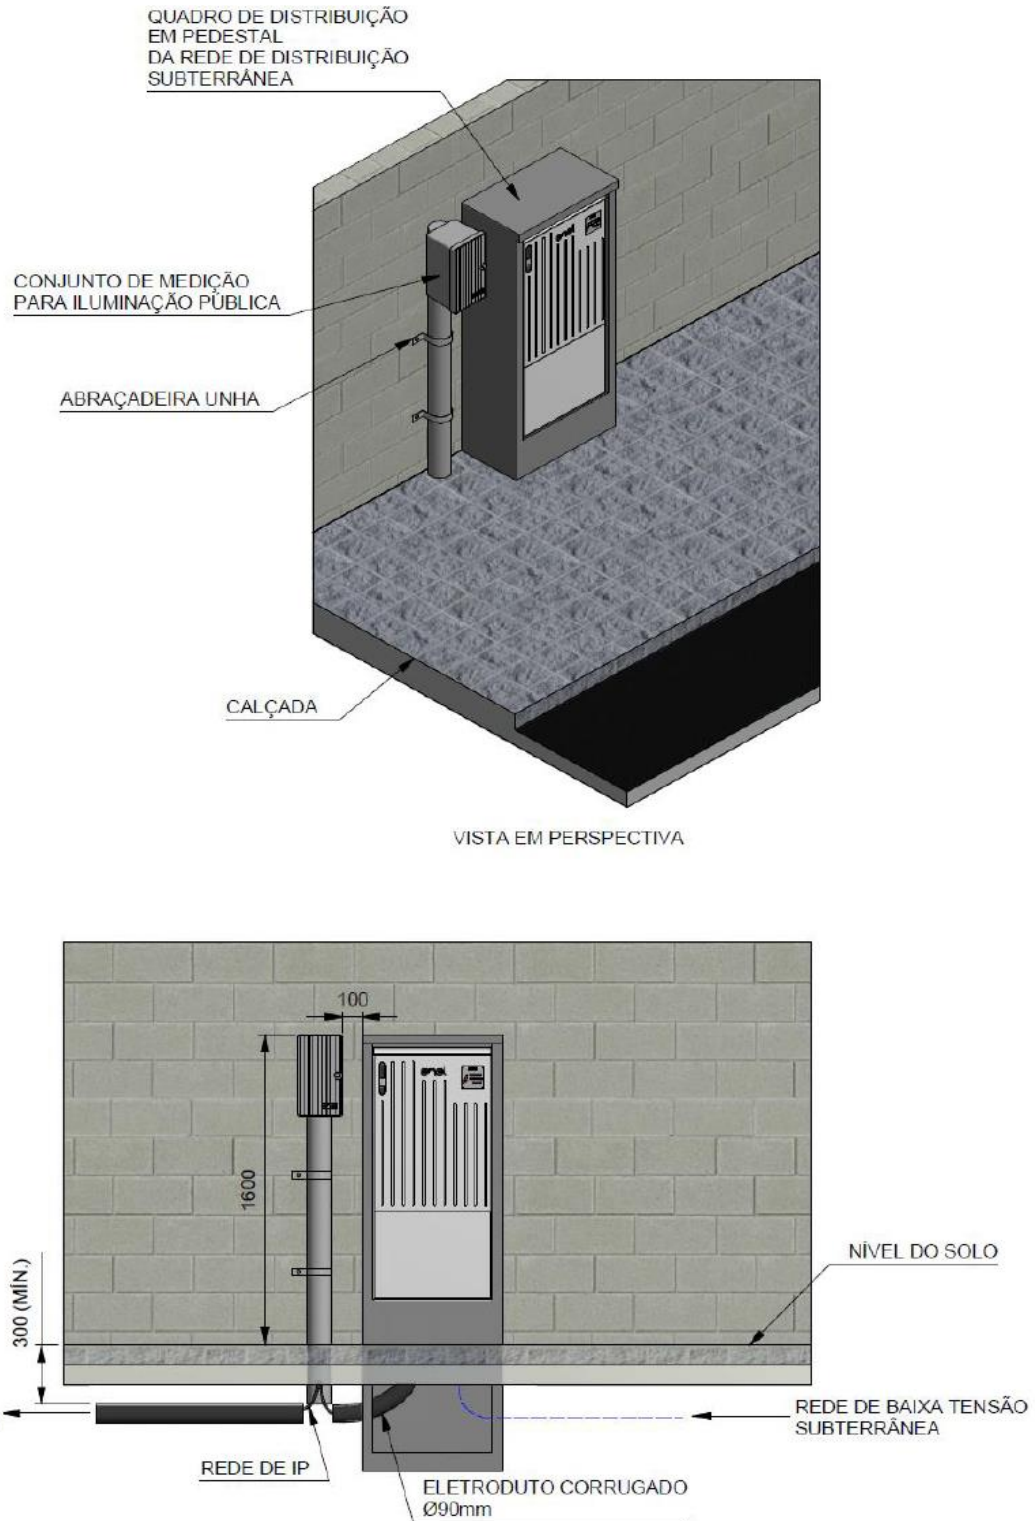 QUADRO DE DISTRIBUIÇÃO
EM PEDESTAL
DA REDE DE DISTRIBUIÇÃO
SUBTERRÂNEA
enel
CONJUNTO DE MEDIÇÃO
PARA ILUMINAÇÃO PÚBLICA
ABRAÇADEIRA UNHA
CALÇADA
VISTA EM PERSPECTIVA
100
enel
1600
300 (MÍN.)
NÍVEL DO SOLO
REDE DE BAIXA TENSÃO
SUBTERRÂNEA
REDE DE IP
ELETRODUTO CORRUGADO
Ø90mm